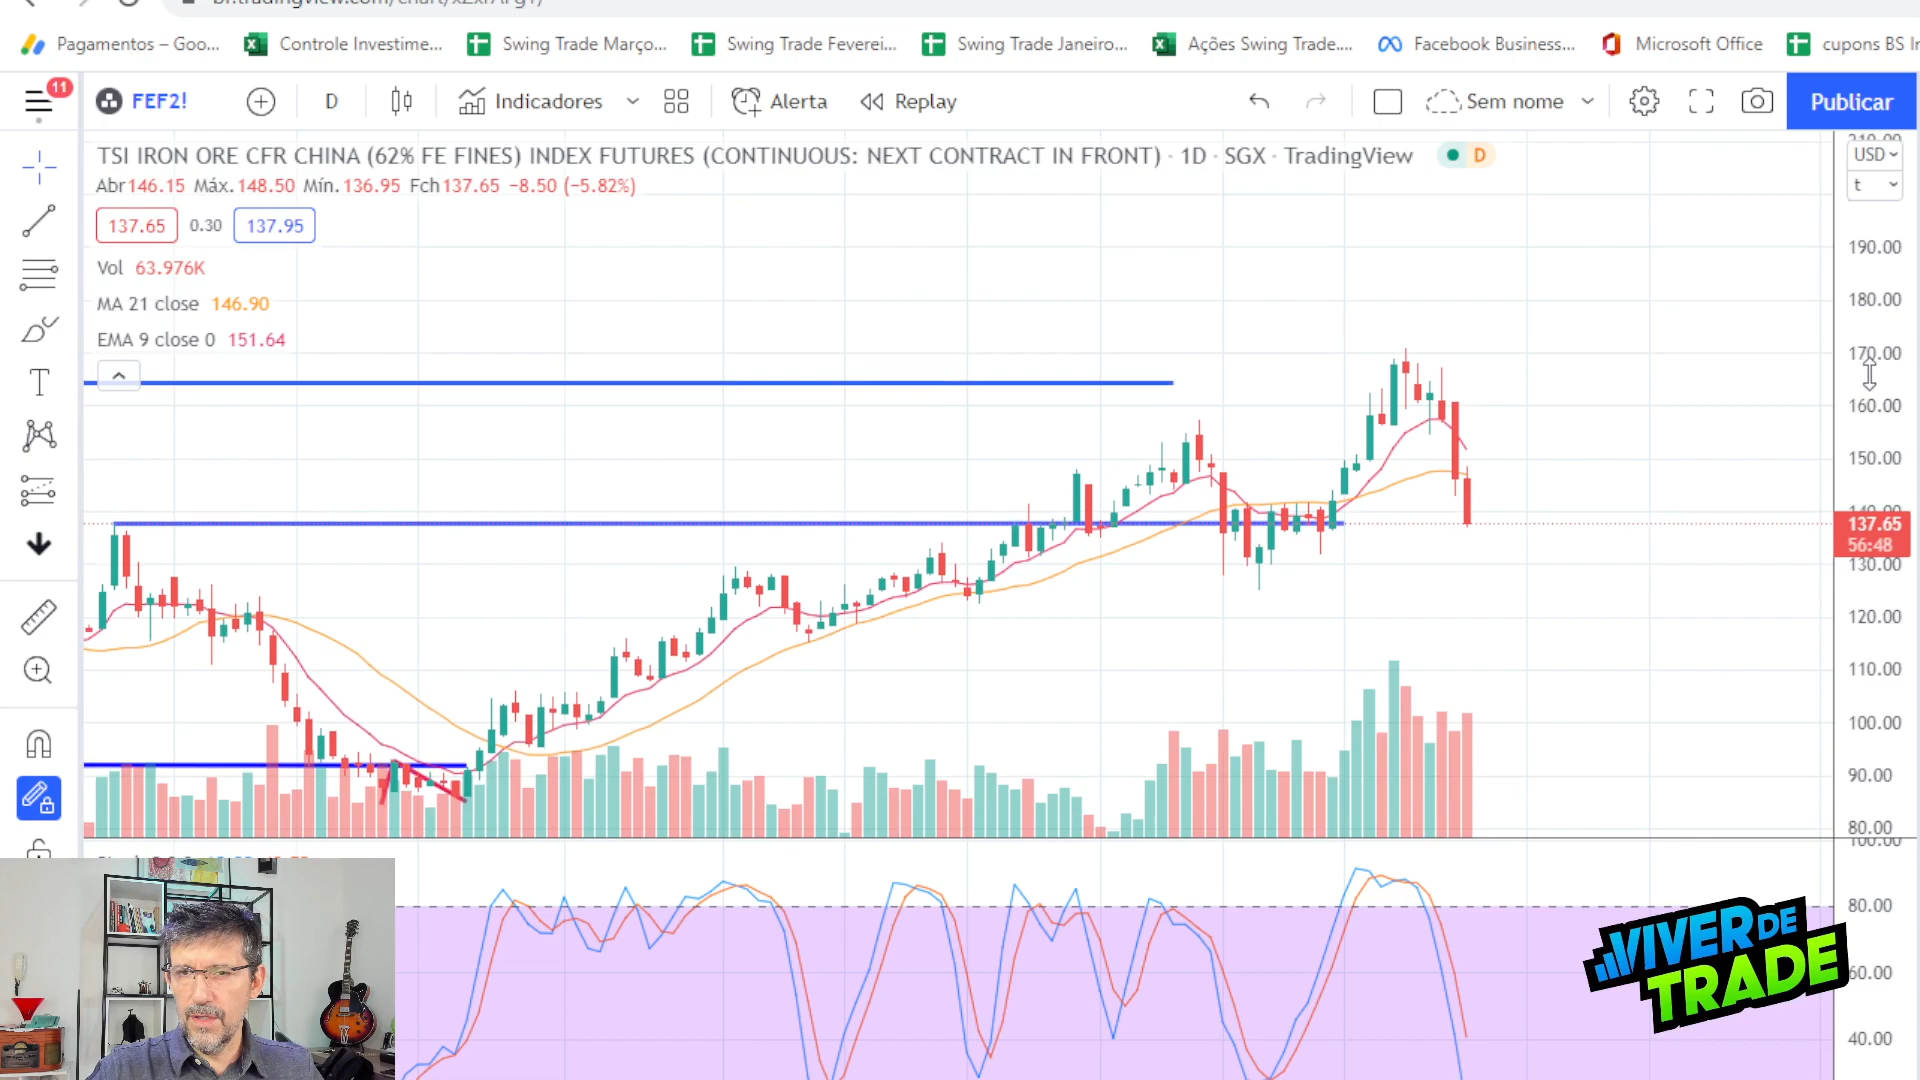 Pagamentos – Goo... Controle Investime... Swing Trade Março... Swing Trade Feverei... Swing Trade Janeiro... Ações Swing Trade.... Facebook Business... Microsoft Office cupons BS
11
FEF2! D Indicadores Alerta Replay Sem nome Publicar
TSI IRON ORE CFR CHINA (62% FE FINES) INDEX FUTURES (CONTINUOUS: NEXT CONTRACT IN FRONT) · 1D · SGX · TradingView D
USD
Abr146.15 Máx.148.50 Mín.136.95 Fch137.65 −8.50 (−5.82%)
t
137.65 0.30 137.95
Vol 63.976K
MA 21 close 146.90
EMA 9 close 0 151.64
190.00
180.00
170.00
160.00
150.00
137.65
56:48
130.00
120.00
110.00
100.00
90.00
80.00
100.00
80.00
60.00
40.00
VIVER DE
TRADE